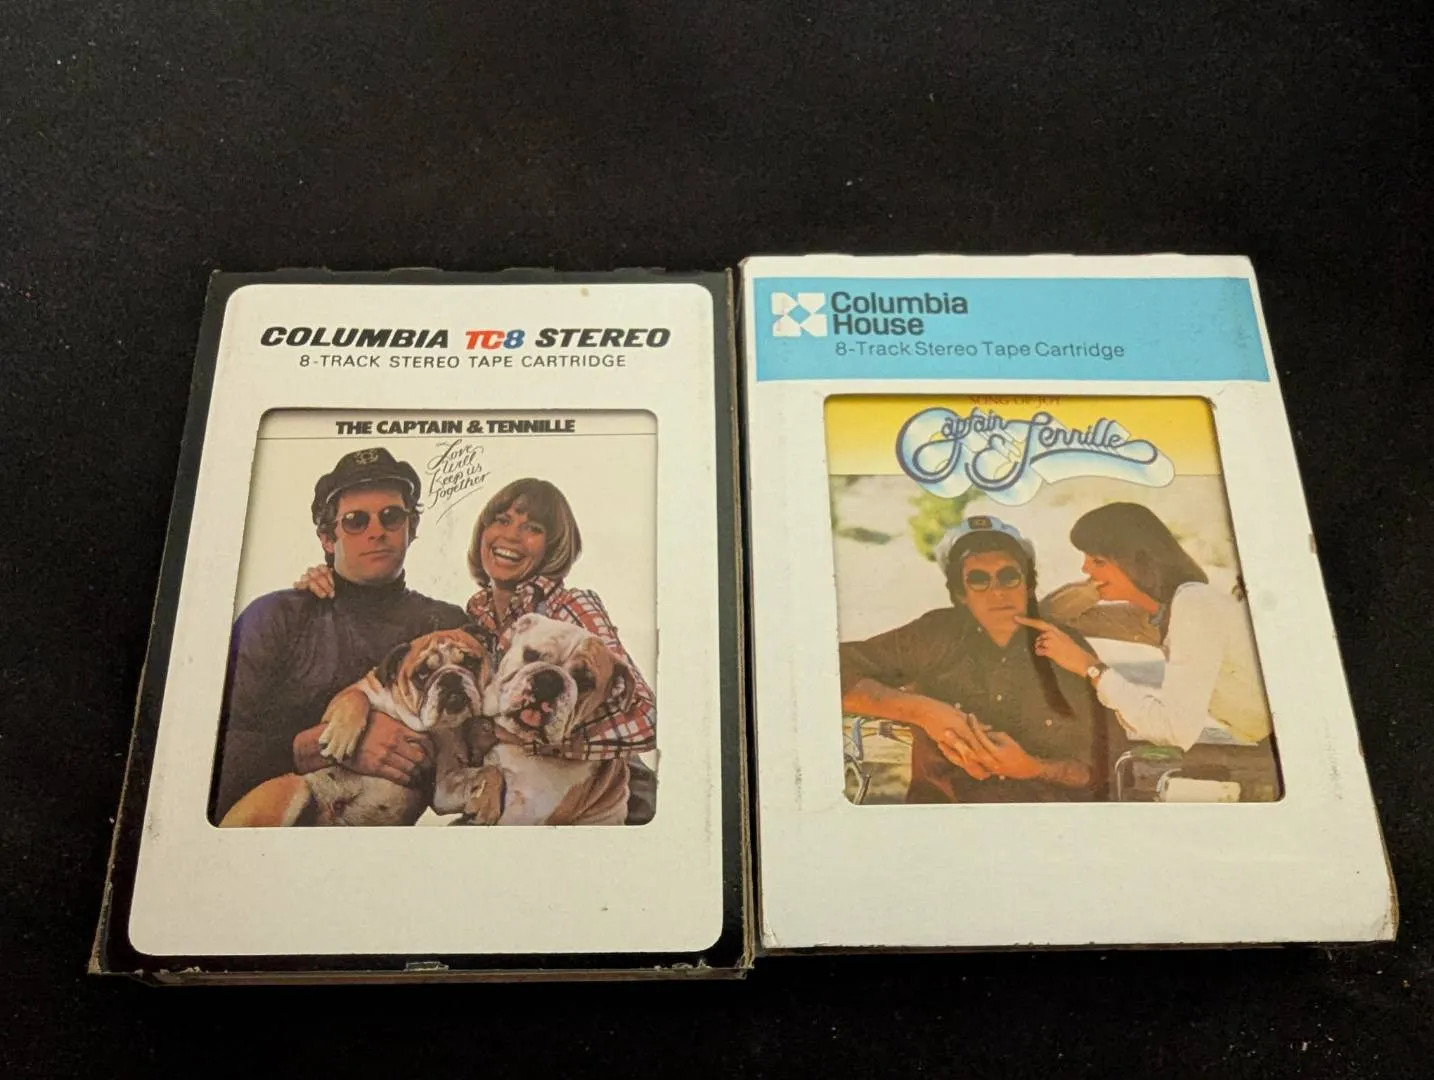 COLUMBIA TC8 STEREO
8-TRACK STEREO TAPE CARTRIDGE
THE CAPTAIN & TENNILLE
Love
Will
Keep us
Together
Columbia
House
8-Track Stereo Tape Cartridge
SONG OF JOY
Captain
& Tennille